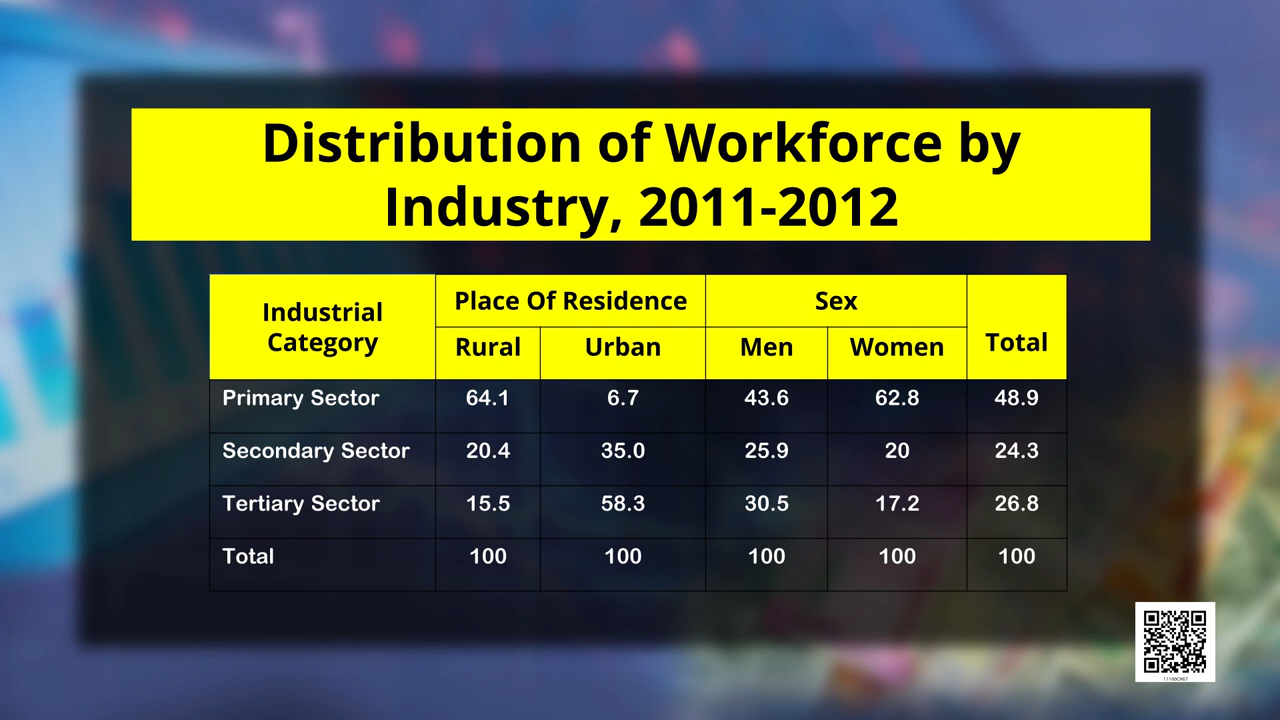 Distribution of Workforce by
Industry, 2011-2012
Industrial Category Place Of Residence Sex Total
Rural Urban Men Women
Primary Sector 64.1 6.7 43.6 62.8 48.9
Secondary Sector 20.4 35.0 25.9 20 24.3
Tertiary Sector 15.5 58.3 30.5 17.2 26.8
Total 100 100 100 100 100